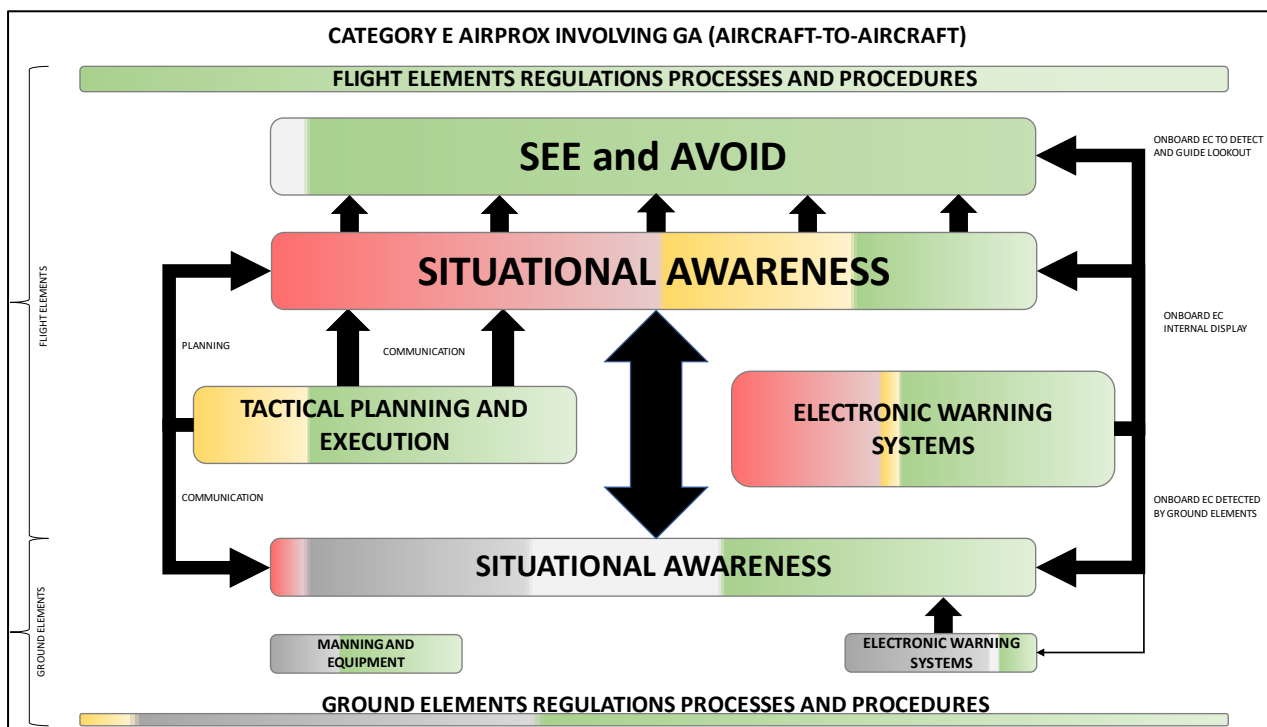 CATEGORY E AIRPROX INVOLVING GA (AIRCRAFT-TO-AIRCRAFT)
FLIGHT ELEMENTS REGULATIONS PROCESSES AND PROCEDURES
SEE and AVOID
ONBOARD EC TO DETECT
AND GUIDE LOOKOUT
SITUATIONAL AWARENESS
FLIGHT ELEMENTS
PLANNING
COMMUNICATION
ONBOARD EC
INTERNAL DISPLAY
TACTICAL PLANNING AND
EXECUTION
ELECTRONIC WARNING
SYSTEMS
COMMUNICATION
ONBOARD EC DETECTED
BY GROUND ELEMENTS
SITUATIONAL AWARENESS
GROUND ELEMENTS
MANNING AND
EQUIPMENT
ELECTRONIC WARNING
SYSTEMS
GROUND ELEMENTS REGULATIONS PROCESSES AND PROCEDURES